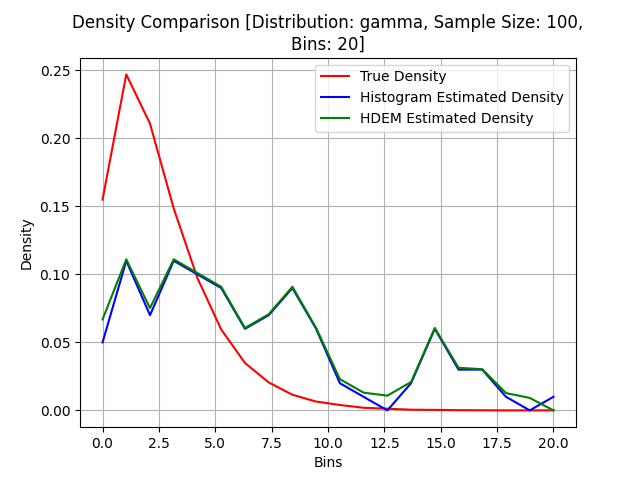 Density Comparison [Distribution: gamma, Sample Size: 100,
Bins: 20]
True Density
Histogram Estimated Density
HDEM Estimated Density
Density
0.25
0.20
0.15
0.10
0.05
0.00
0.0 2.5 5.0 7.5 10.0 12.5 15.0 17.5 20.0
Bins